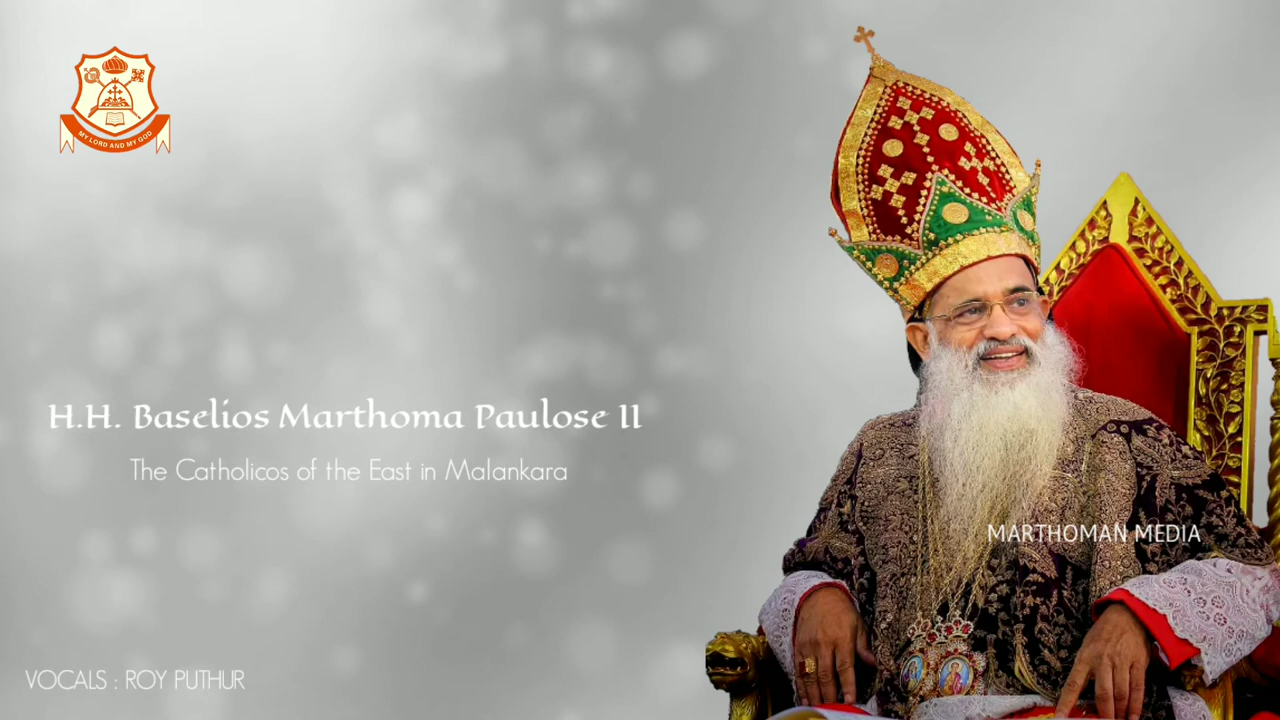 MY LORD AND MY GOD
H.H. Baselios Marthoma Paulose II
The Catholicos of the East in Malankara
MARTHOMAN MEDIA
VOCALS : ROY PUTHUR